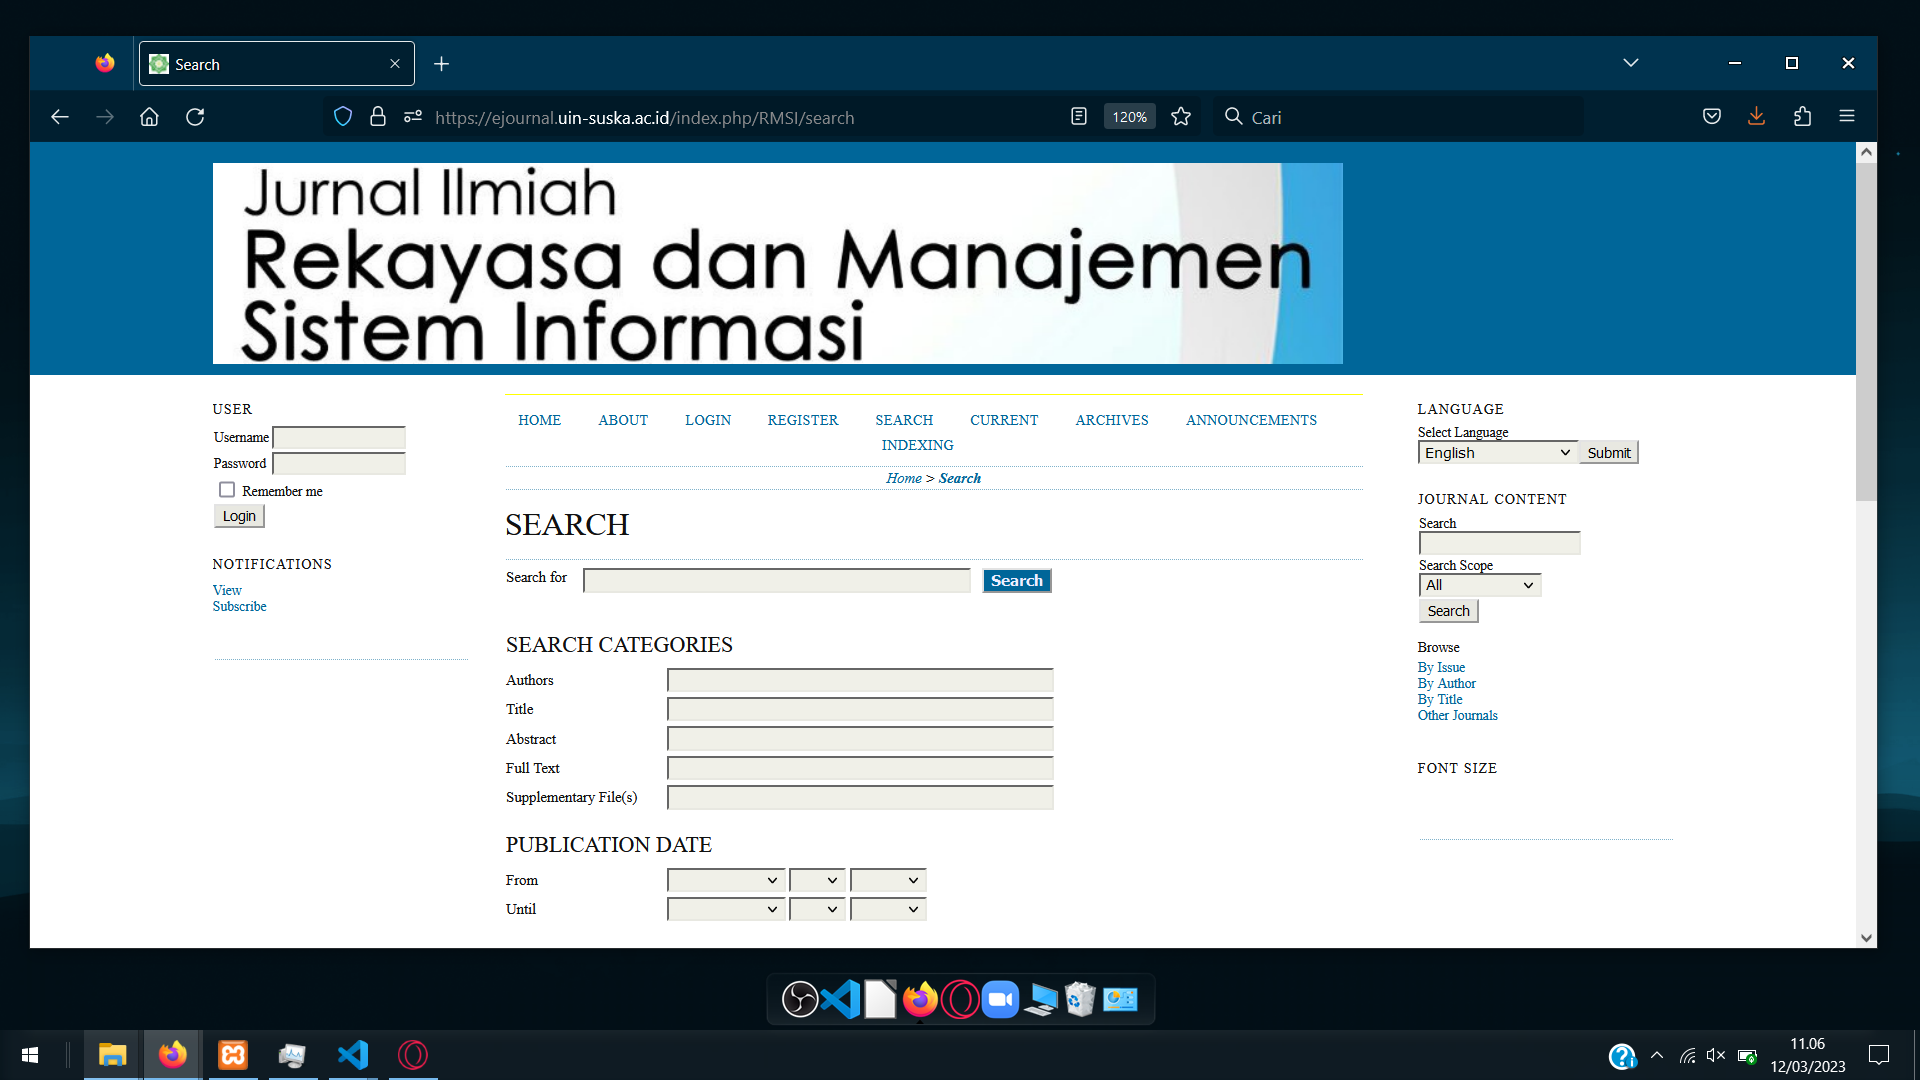 Search
https://ejournal.uin-suska.ac.id/index.php/RMSI/search
120%
Cari
Jurnal Ilmiah
Rekayasa dan Manajemen
Sistem Informasi
USER
Username
Password
Remember me
Login
NOTIFICATIONS
View
Subscribe
HOME ABOUT LOGIN REGISTER SEARCH CURRENT ARCHIVES ANNOUNCEMENTS
INDEXING
Home > Search
SEARCH
Search for
Search
SEARCH CATEGORIES
Authors
Title
Abstract
Full Text
Supplementary File(s)
PUBLICATION DATE
From
Until
LANGUAGE
Select Language
English
Submit
JOURNAL CONTENT
Search
Search Scope
All
Search
Browse
By Issue
By Author
By Title
Other Journals
FONT SIZE
11.06
12/03/2023